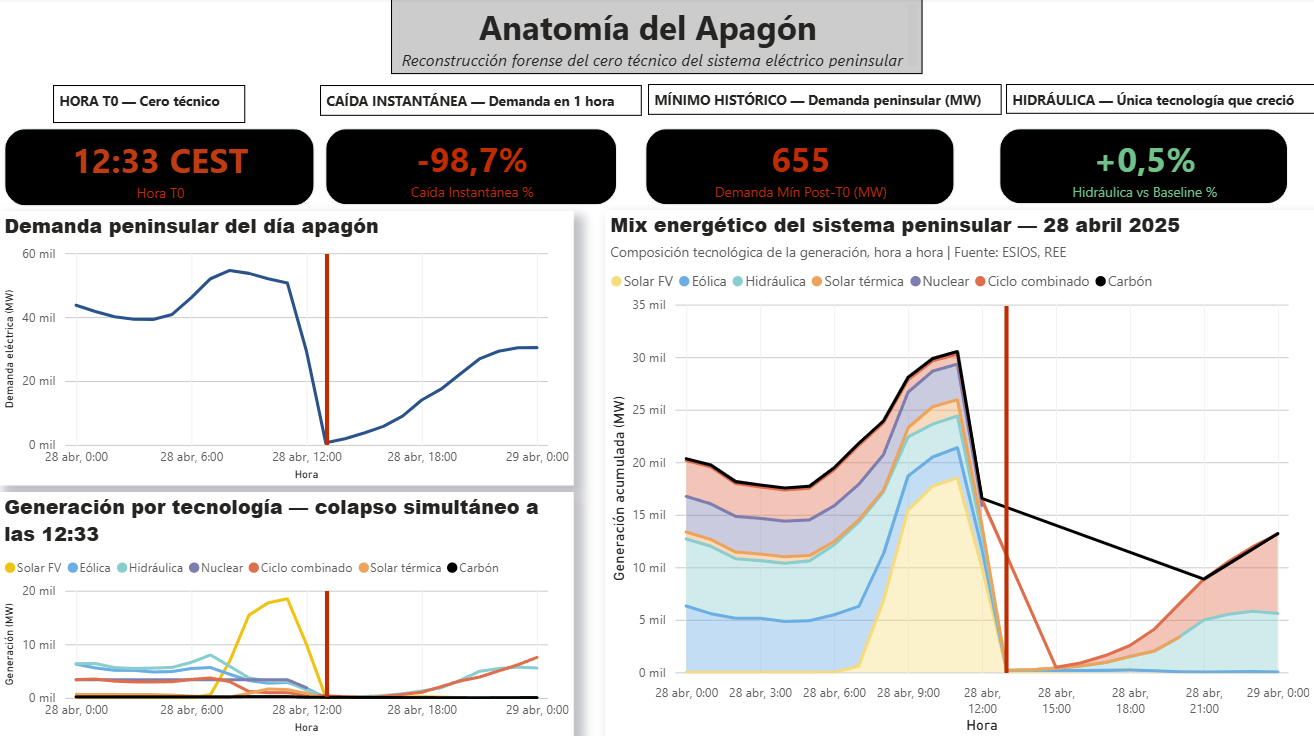 Anatomía del Apagón
Reconstrucción forense del cero técnico del sistema eléctrico peninsular
HORA T0 — Cero técnico
CAÍDA INSTANTÁNEA — Demanda en 1 hora
MÍNIMO HISTÓRICO — Demanda peninsular (MW)
HIDRÁULICA — Única tecnología que creció
12:33 CEST
Hora T0
-98,7%
Caída Instantánea %
655
Demanda Mín Post-T0 (MW)
+0,5%
Hidráulica vs Baseline %
Demanda peninsular del día apagón
60 mil
40 mil
20 mil
0 mil
Demanda eléctrica (MW)
28 abr, 0:00
28 abr, 6:00
28 abr, 12:00
28 abr, 18:00
29 abr, 0:00
Hora
Generación por tecnología — colapso simultáneo a
las 12:33
Solar FV
Eólica
Hidráulica
Nuclear
Ciclo combinado
Solar térmica
Carbón
20 mil
10 mil
0 mil
Generación (MW)
28 abr, 0:00
28 abr, 6:00
28 abr, 12:00
28 abr, 18:00
29 abr, 0:00
Hora
Mix energético del sistema peninsular — 28 abril 2025
Composición tecnológica de la generación, hora a hora | Fuente: ESIOS, REE
Solar FV
Eólica
Hidráulica
Solar térmica
Nuclear
Ciclo combinado
Carbón
35 mil
30 mil
25 mil
20 mil
15 mil
10 mil
5 mil
0 mil
Generación acumulada (MW)
28 abr, 0:00
28 abr, 3:00
28 abr, 6:00
28 abr, 9:00
28 abr,
12:00
28 abr,
15:00
28 abr,
18:00
28 abr,
21:00
29 abr, 0:00
Hora